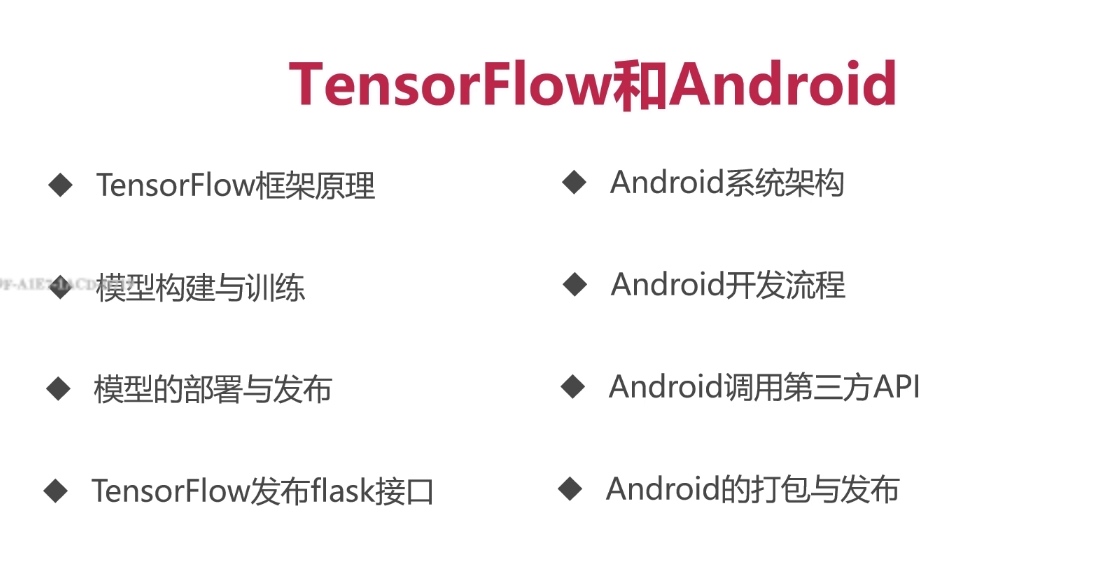 TensorFlow和Android
TensorFlow框架原理
模型构建与训练
模型的部署与发布
TensorFlow发布flask接口
Android系统架构
Android开发流程
Android调用第三方API
Android的打包与发布